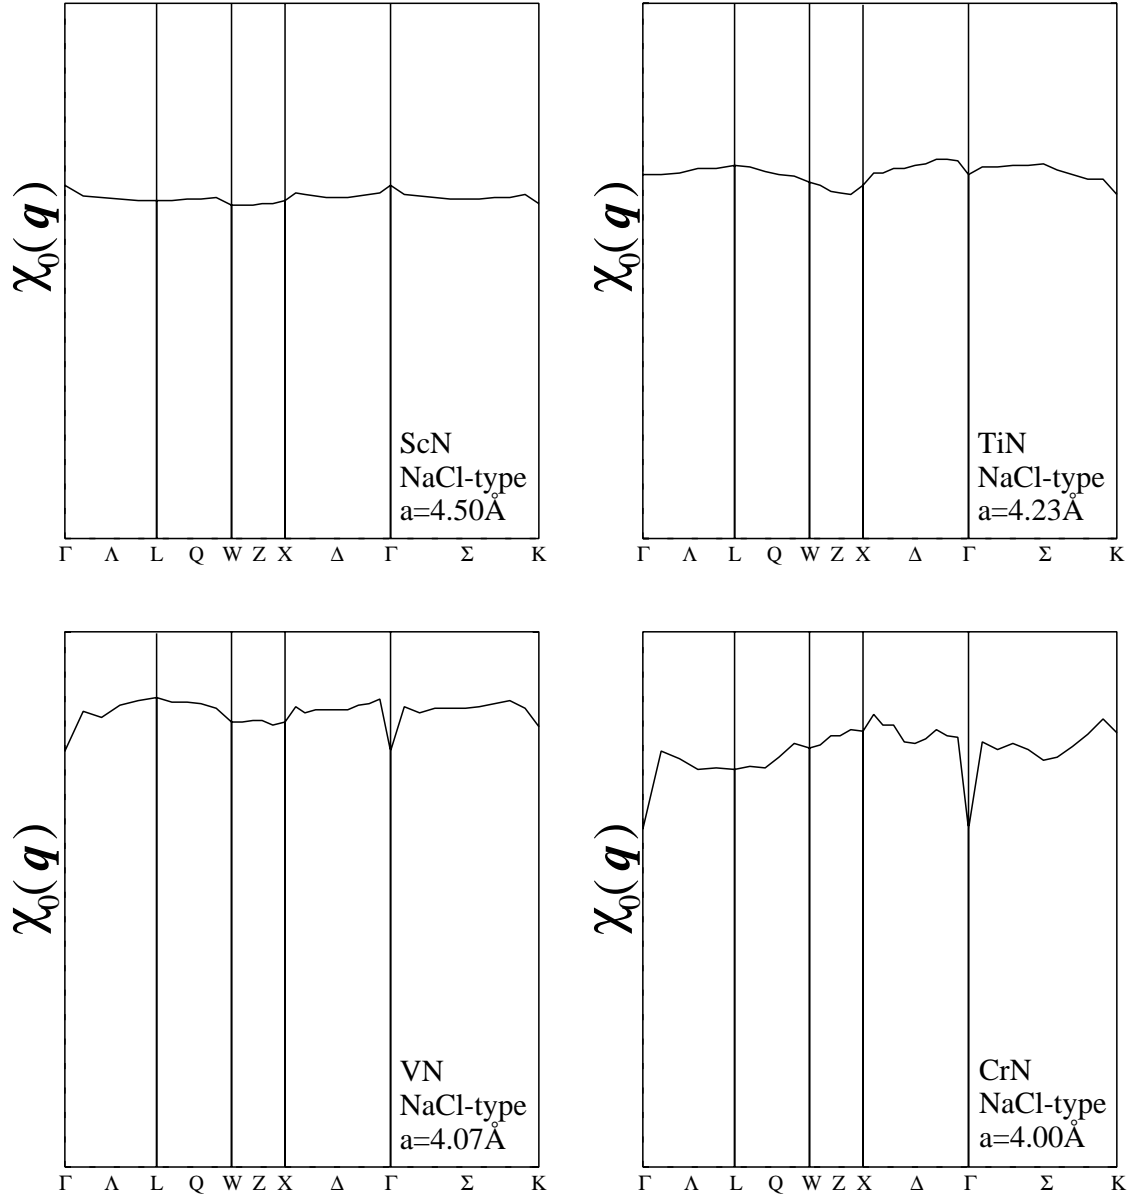 χ₀(q)
ScN
NaCl-type
a=4.50Å
Γ Λ L Q W Z X Δ Γ Σ K
χ₀(q)
TiN
NaCl-type
a=4.23Å
Γ Λ L Q W Z X Δ Γ Σ K
χ₀(q)
VN
NaCl-type
a=4.07Å
Γ Λ L Q W Z X Δ Γ Σ K
χ₀(q)
CrN
NaCl-type
a=4.00Å
Γ Λ L Q W Z X Δ Γ Σ K